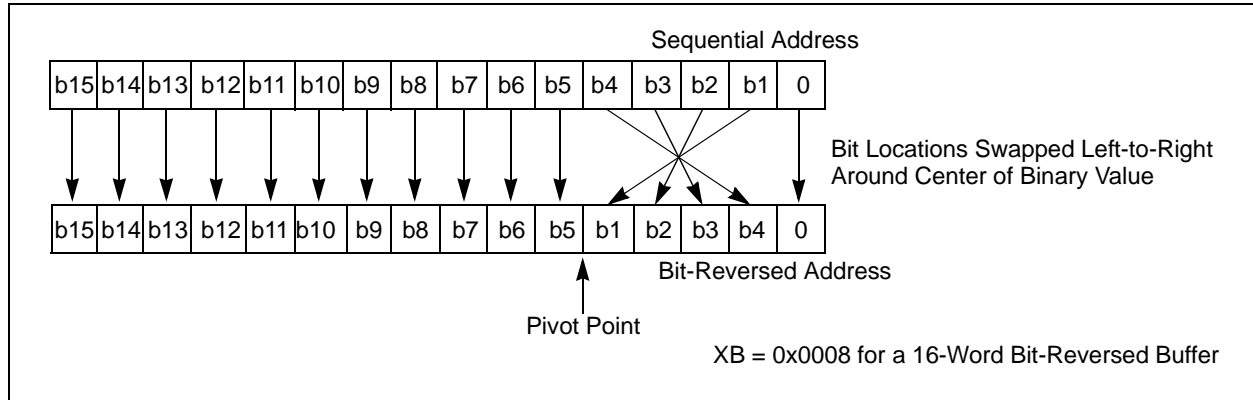 Sequential Address
b15 b14 b13 b12 b11 b10 b9 b8 b7 b6 b5 b4 b3 b2 b1 0
Bit Locations Swapped Left-to-Right
Around Center of Binary Value
b15 b14 b13 b12 b11 b10 b9 b8 b7 b6 b5 b1 b2 b3 b4 0
Bit-Reversed Address
Pivot Point
XB = 0x0008 for a 16-Word Bit-Reversed Buffer